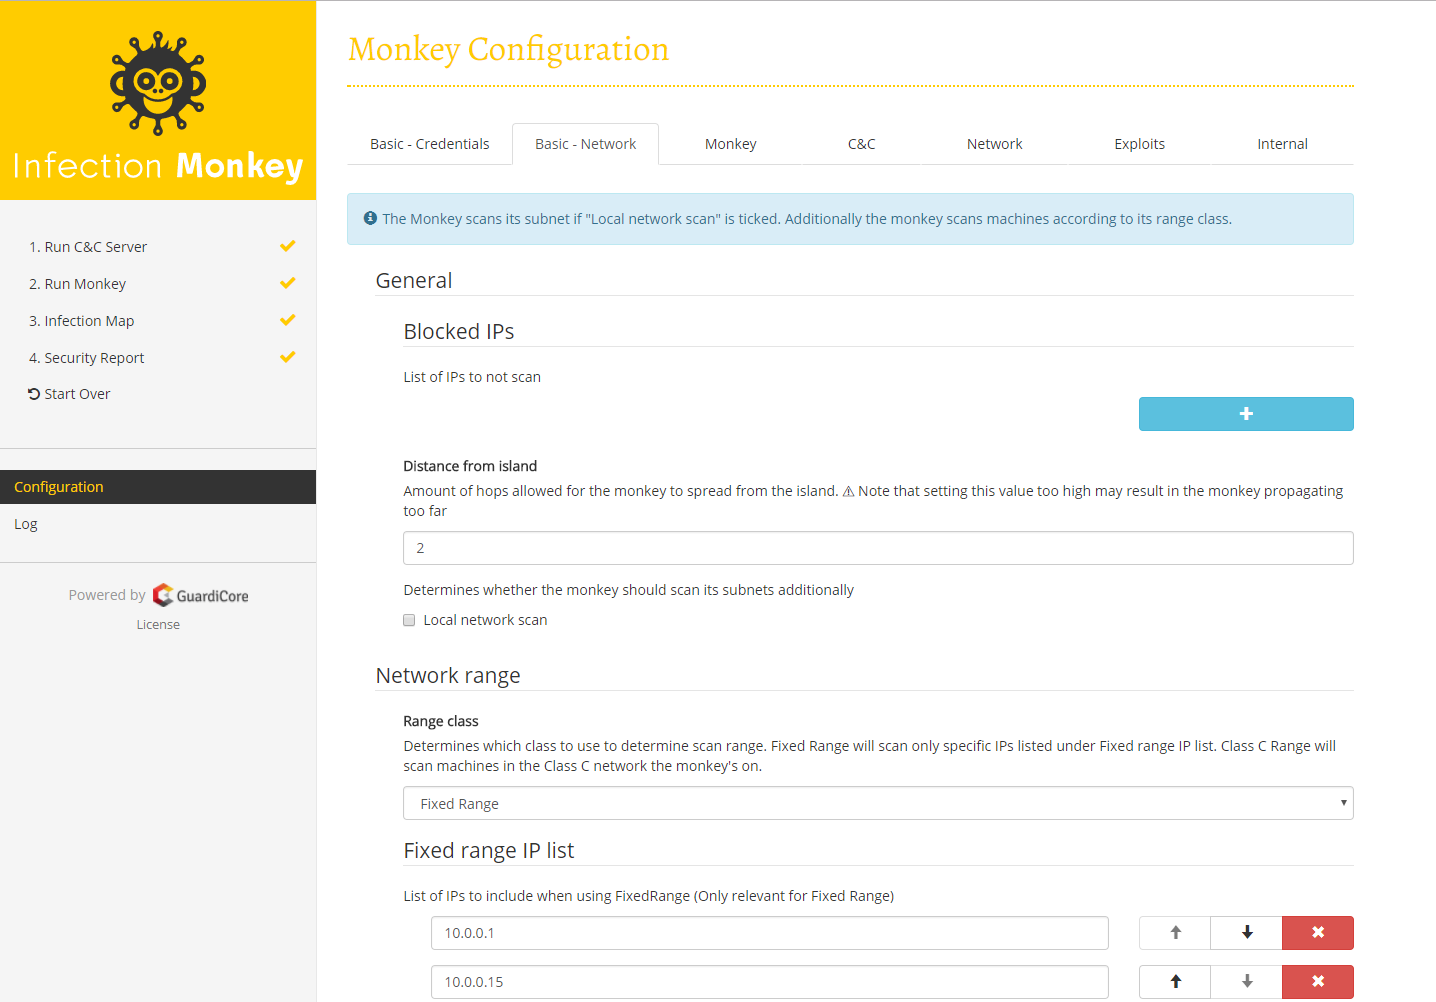 Infection Monkey
1. Run C&C Server
2. Run Monkey
3. Infection Map
4. Security Report
Start Over
Configuration
Log
Powered by GuardiCore
License
Monkey Configuration
Basic - Credentials
Basic - Network
Monkey
C&C
Network
Exploits
Internal
The Monkey scans its subnet if "Local network scan" is ticked. Additionally the monkey scans machines according to its range class.
General
Blocked IPs
List of IPs to not scan
Distance from island
Amount of hops allowed for the monkey to spread from the island. ⚠ Note that setting this value too high may result in the monkey propagating
too far
2
Determines whether the monkey should scan its subnets additionally
Local network scan
Network range
Range class
Determines which class to use to determine scan range. Fixed Range will scan only specific IPs listed under Fixed range IP list. Class C Range will
scan machines in the Class C network the monkey's on.
Fixed Range
Fixed range IP list
List of IPs to include when using FixedRange (Only relevant for Fixed Range)
10.0.0.1
10.0.0.15